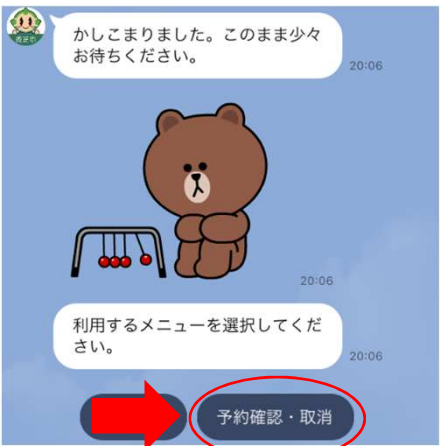 かしこまりました。このまま少々
お待ちください。
20:06
20:06
利用するメニューを選択してくだ
さい。
20:06
予約確認・取消